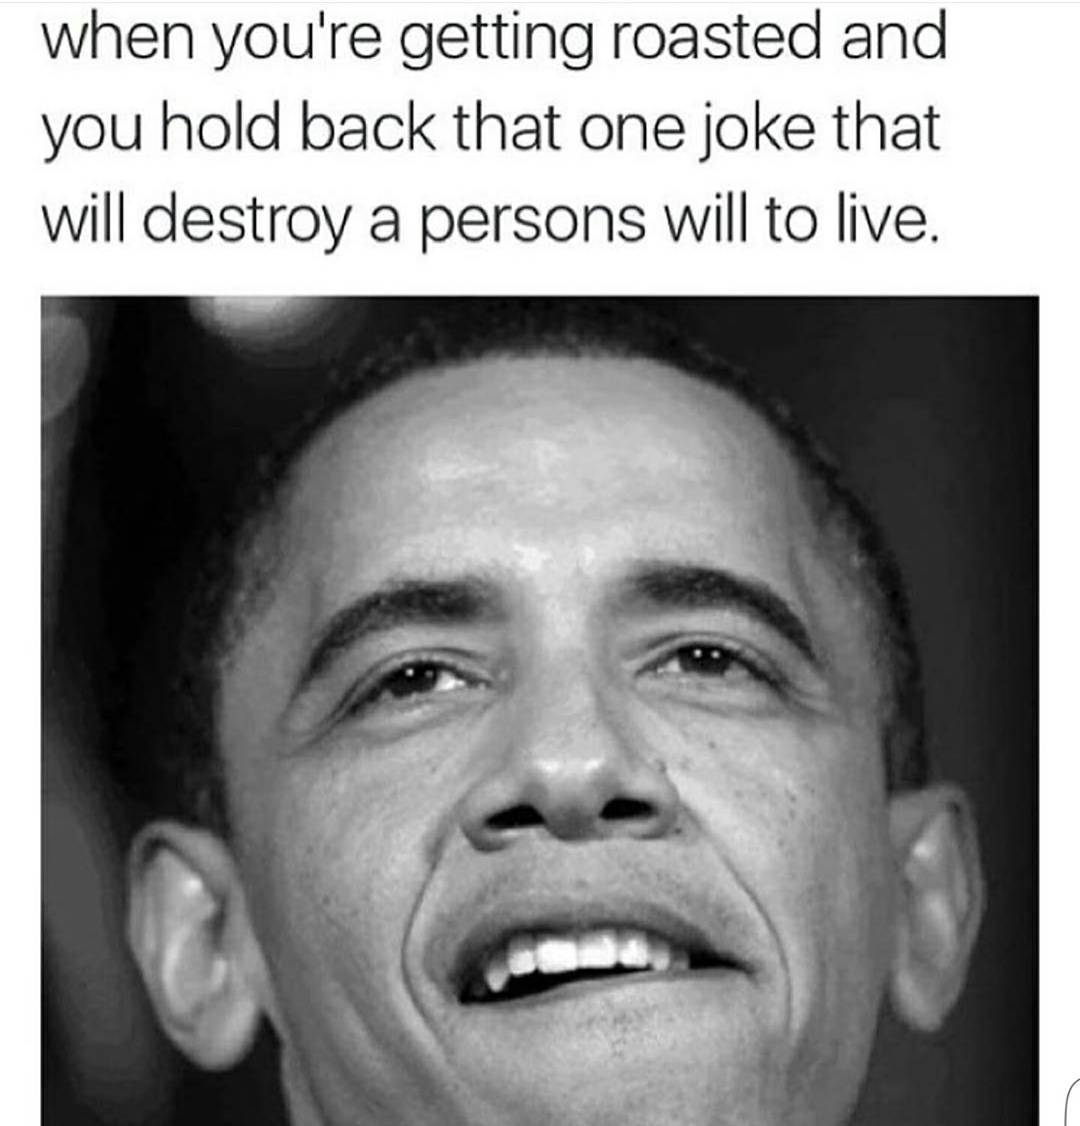 when you're getting roasted and
you hold back that one joke that
will destroy a persons will to live.